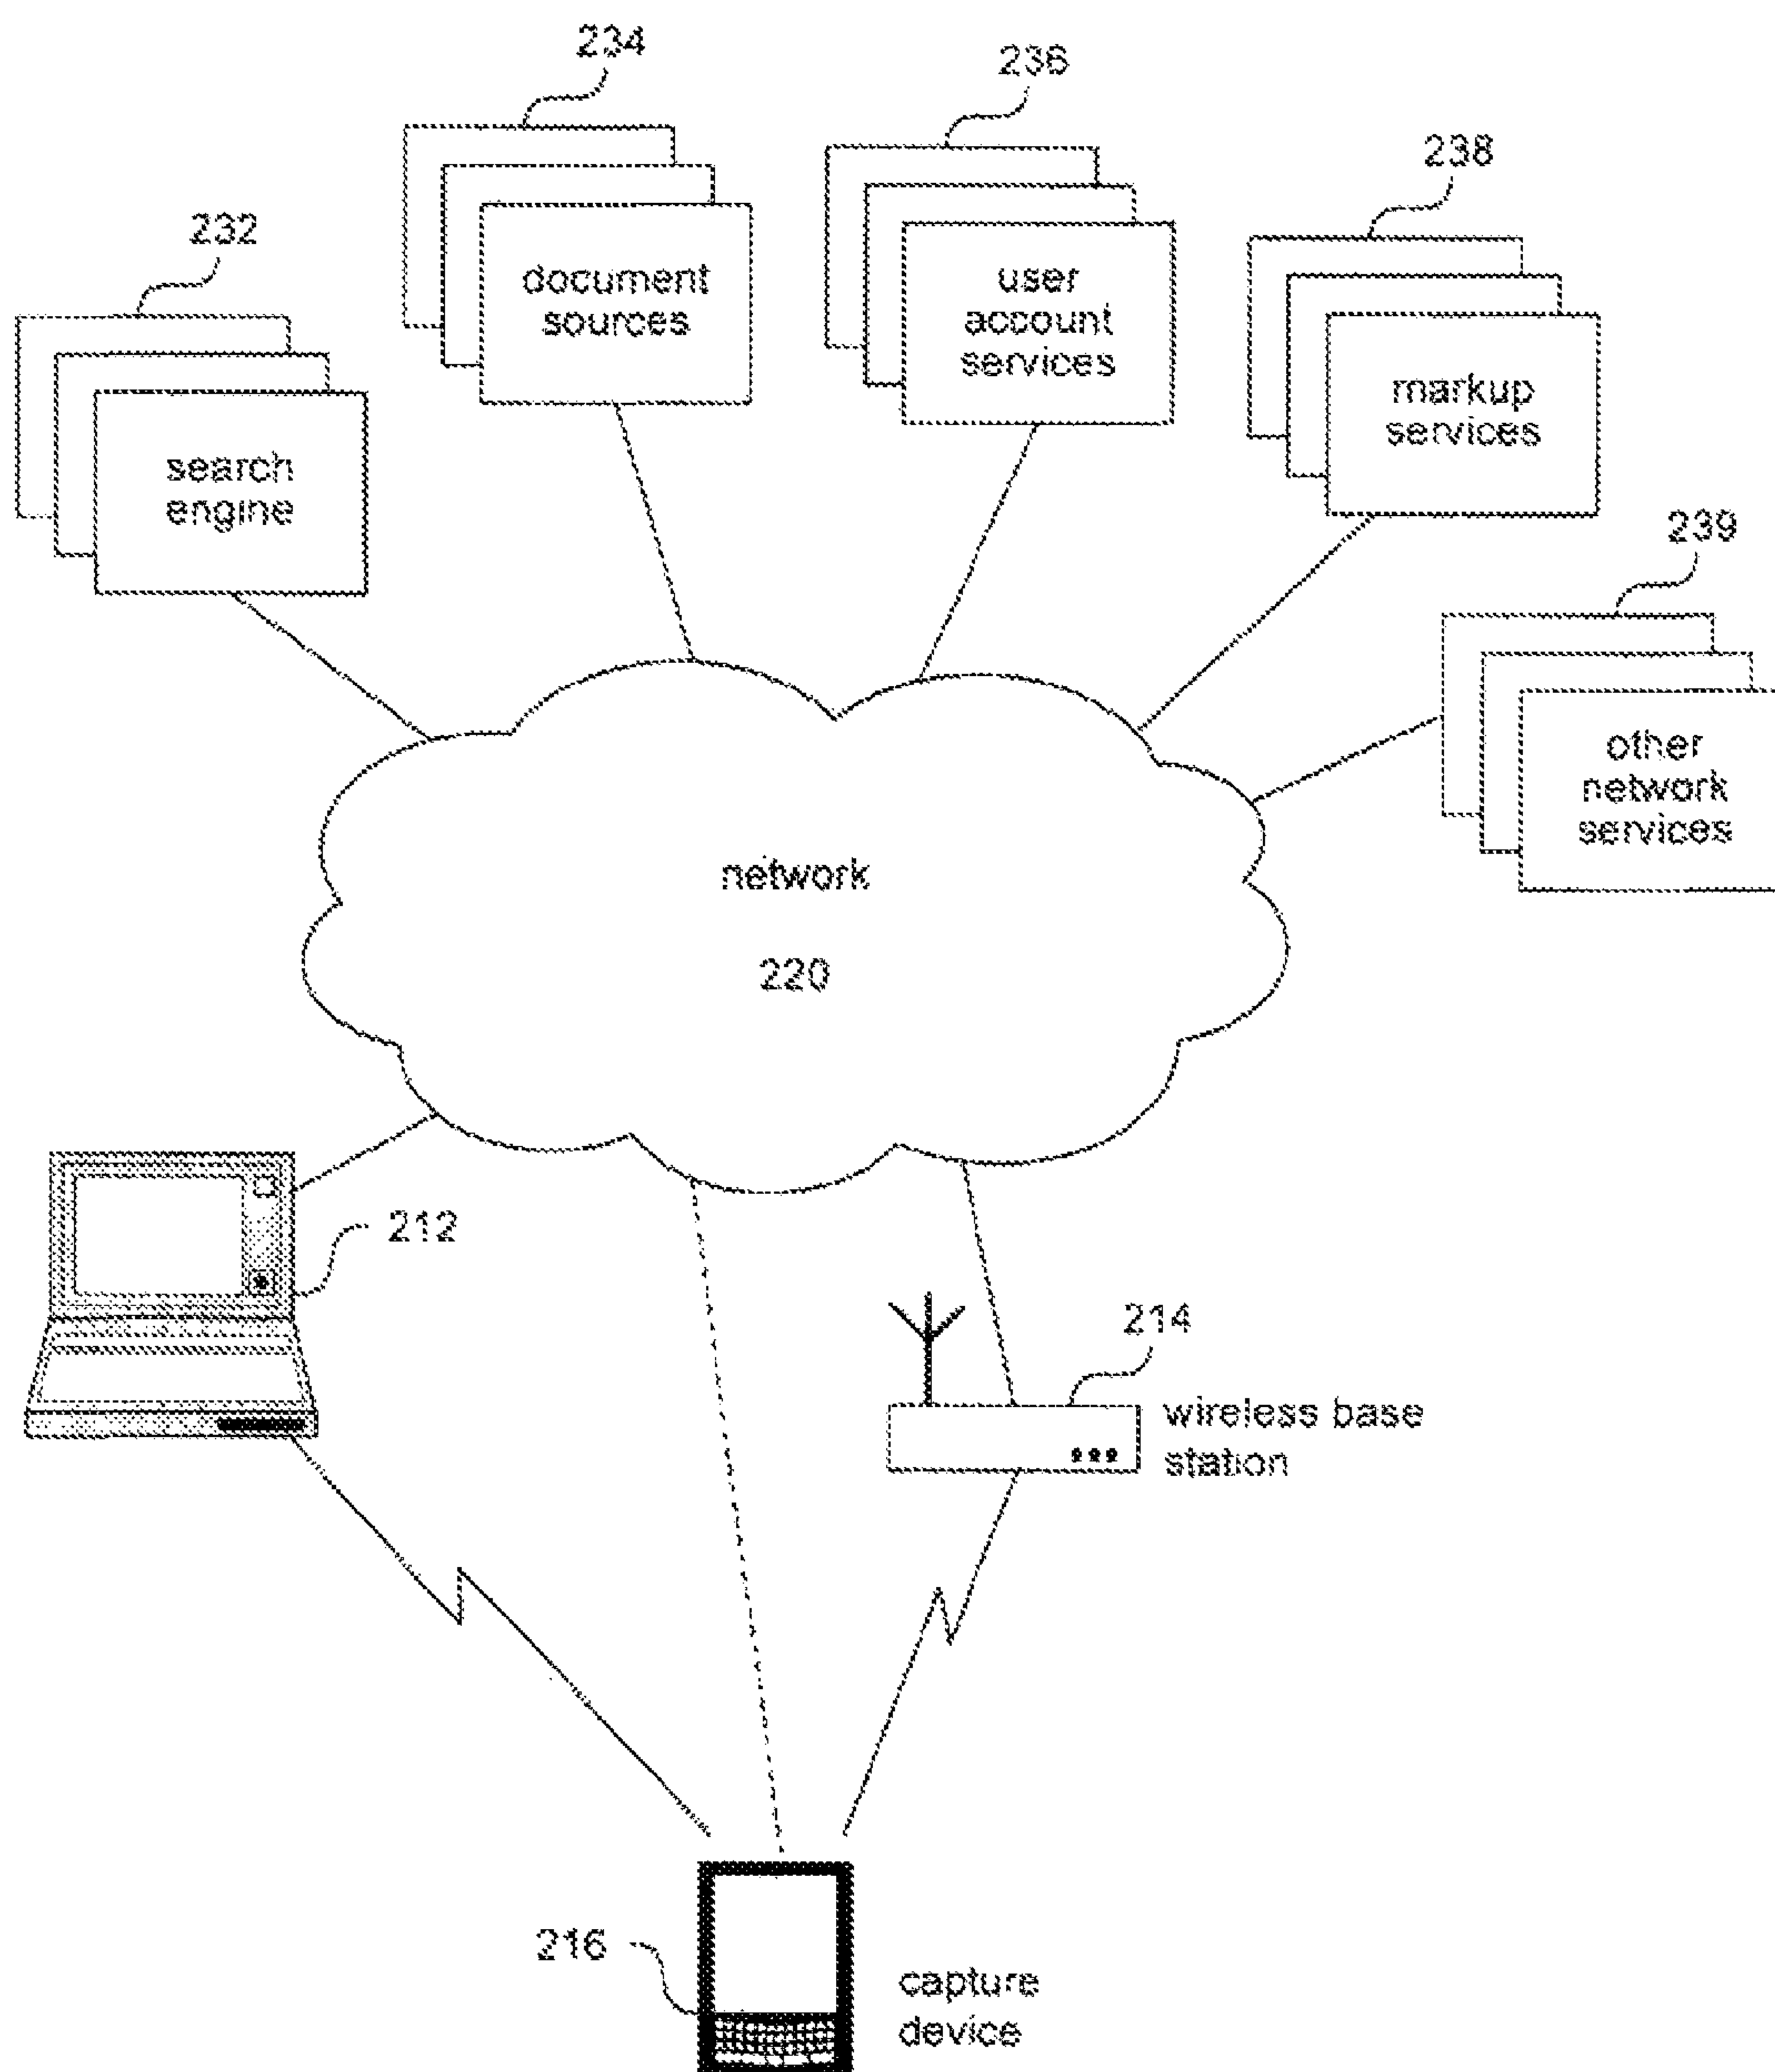 234
236
238
232
document
sources
user
account
services
markup
services
search
engine
239
other
network
services
network
220
212
214
wireless base
station
216
capture
device